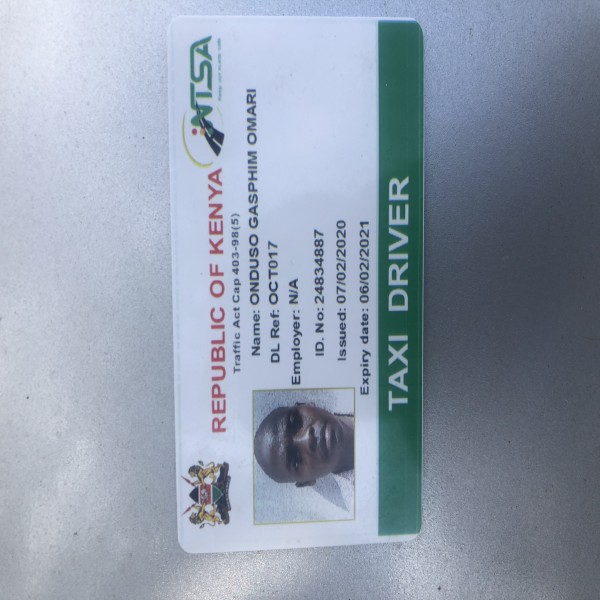 NTSA
REPUBLIC OF KENYA
Traffic Act Cap 403-98(5)
Name: ONDUSO GASPHIM OMARI
DL Ref: OCT017
Employer: N/A
ID. No: 24834887
Issued: 07/02/2020
Expiry date: 06/02/2021
TAXI DRIVER